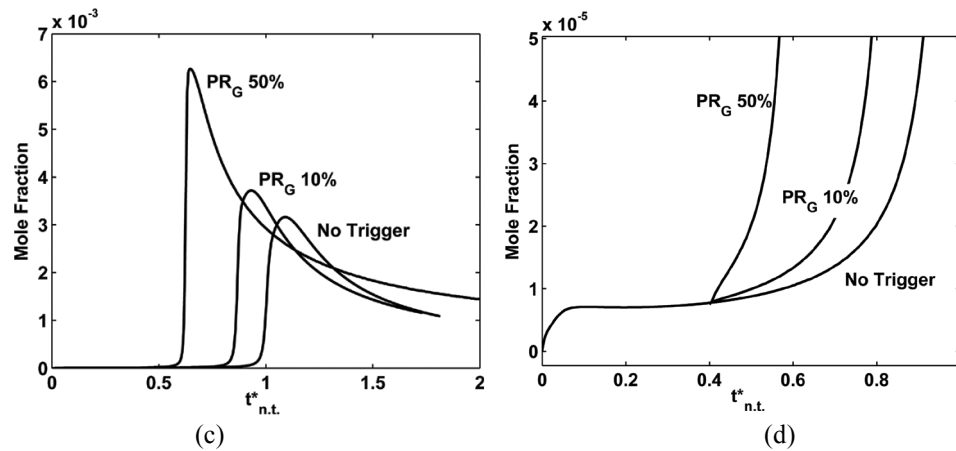 x 10⁻³
7
6
5
4
3
2
1
0
Mole Fraction
PR_G 50%
PR_G 10%
No Trigger
0 0.5 1 1.5 2
t*_n.t.
(c)
x 10⁻⁵
5
4
3
2
1
0
Mole Fraction
PR_G 50%
PR_G 10%
No Trigger
0 0.2 0.4 0.6 0.8
t*_n.t.
(d)